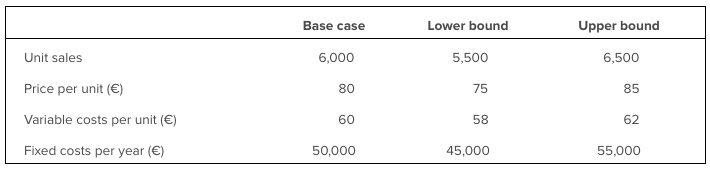 Base case Lower bound Upper bound
Unit sales 6,000 5,500 6,500
Price per unit (€) 80 75 85
Variable costs per unit (€) 60 58 62
Fixed costs per year (€) 50,000 45,000 55,000